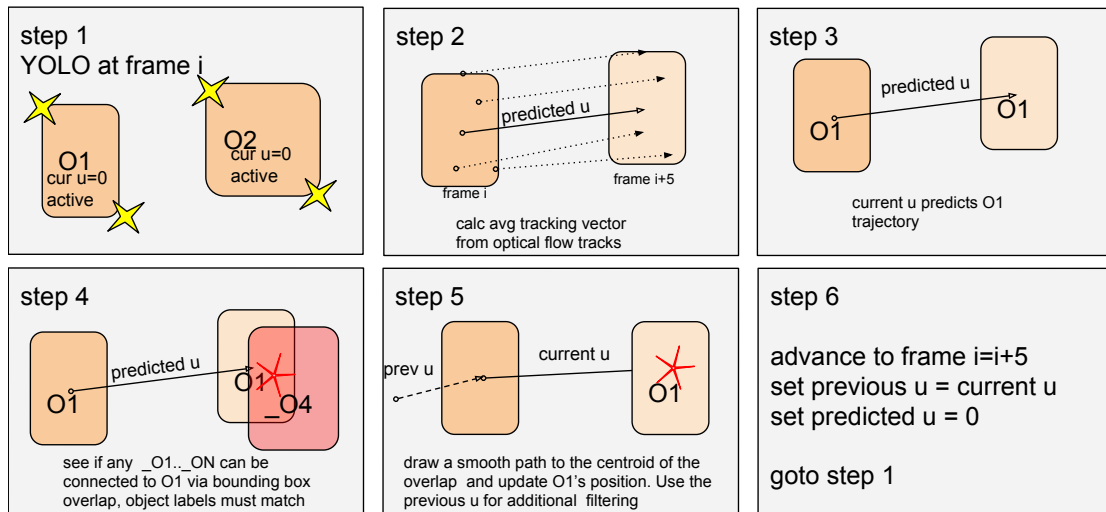 step 1
YOLO at frame i
O1
cur u=0
active
O2
cur u=0
active
step 2
predicted u
frame i
frame i+5
calc avg tracking vector
from optical flow tracks
step 3
predicted u
O1
O1
current u predicts O1
trajectory
step 4
predicted u
O1
O1
_O4
see if any _O1.._ON can be
connected to O1 via bounding box
overlap, object labels must match
step 5
prev u
current u
O1
draw a smooth path to the centroid of the
overlap and update O1's position. Use the
previous u for additional filtering
step 6
advance to frame i=i+5
set previous u = current u
set predicted u = 0
goto step 1